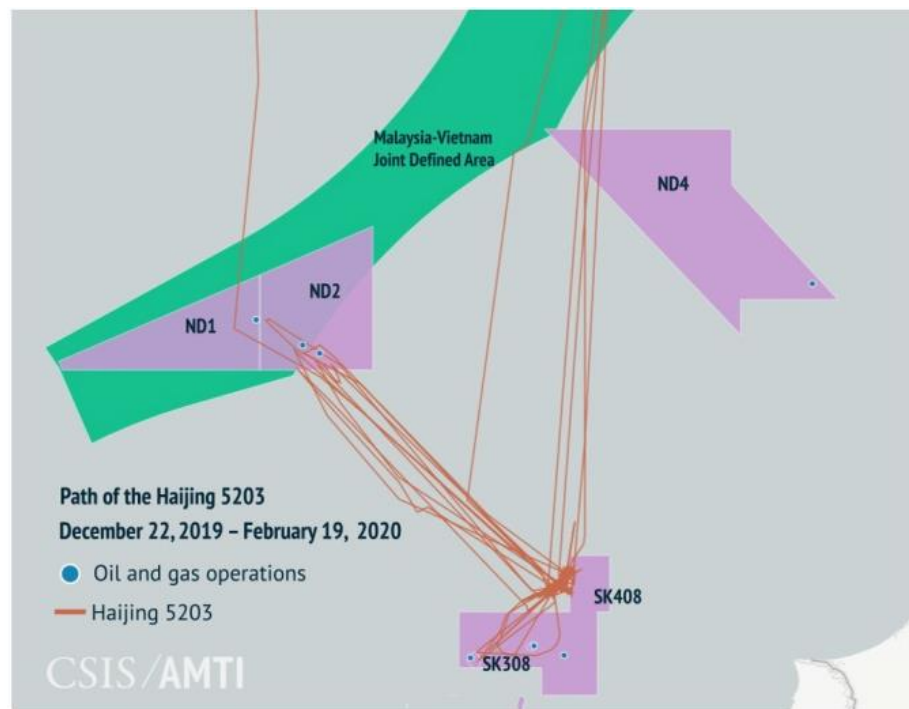 Malaysia-Vietnam
Joint Defined Area
ND4
ND2
ND1
Path of the Haijing 5203
December 22, 2019 – February 19, 2020
Oil and gas operations
Haijing 5203
SK408
SK308
CSIS/AMTI